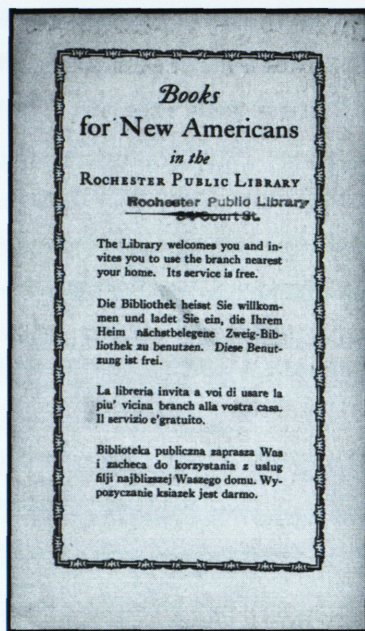 Books
for New Americans
in the
ROCHESTER PUBLIC LIBRARY
Rochester Public Library
54 Court St.
The Library welcomes you and in-
vites you to use the branch nearest
your home. Its service is free.
Die Bibliothek heisst Sie willkom-
men und ladet Sie ein, die Ihrem
Heim nächstbelegene Zweig-Bib-
liothek zu benutzen. Diese Benut-
zung ist frei.
La libreria invita a voi di usare la
piu' vicina branch alla vostra casa.
Il servizio e'gratuito.
Biblioteka publiczna zaprasza Was
i zacheca do korzystania z uslug
filji najblizszej Waszego domu. Wy-
pozyczanie ksiazek jest darmo.